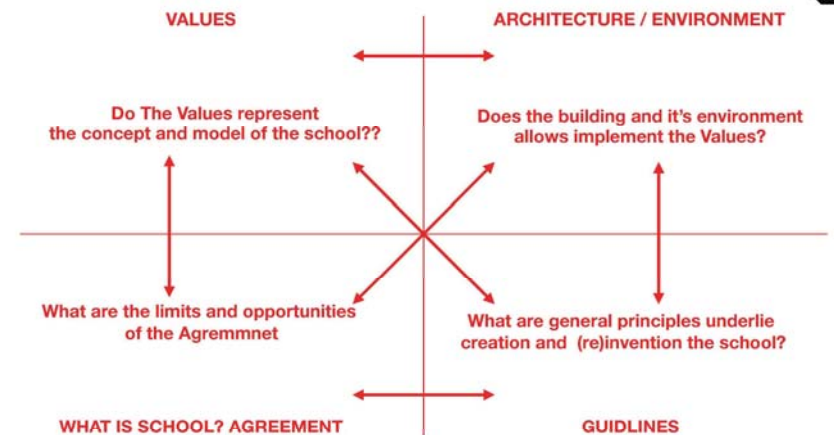 VALUES
ARCHITECTURE / ENVIRONMENT
Do The Values represent
the concept and model of the school??
Does the building and it's environment
allows implement the Values?
What are the limits and opportunities
of the Agremmnet
What are general principles underlie
creation and (re)invention the school?
WHAT IS SCHOOL? AGREEMENT
GUIDLINES